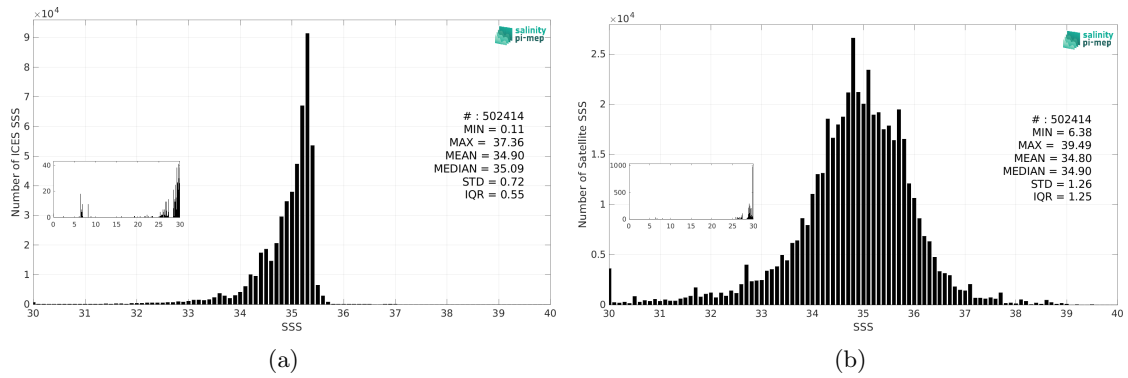 ×10⁴
salinity
pi-mep
9
8
7
6
5
4
3
2
1
0
Number of ICES SSS
# : 502414
MIN = 0.11
MAX = 37.36
MEAN = 34.90
MEDIAN = 35.09
STD = 0.72
IQR = 0.55
40
20
0
0 5 10 15 20 25 30
30 31 32 33 34 35 36 37 38 39 40
SSS
(a)
×10⁴
salinity
pi-mep
2.5
2
1.5
1
0.5
0
Number of Satellite SSS
# : 502414
MIN = 6.38
MAX = 39.49
MEAN = 34.80
MEDIAN = 34.90
STD = 1.26
IQR = 1.25
1000
500
0
0 5 10 15 20 25 30
30 31 32 33 34 35 36 37 38 39 40
SSS
(b)